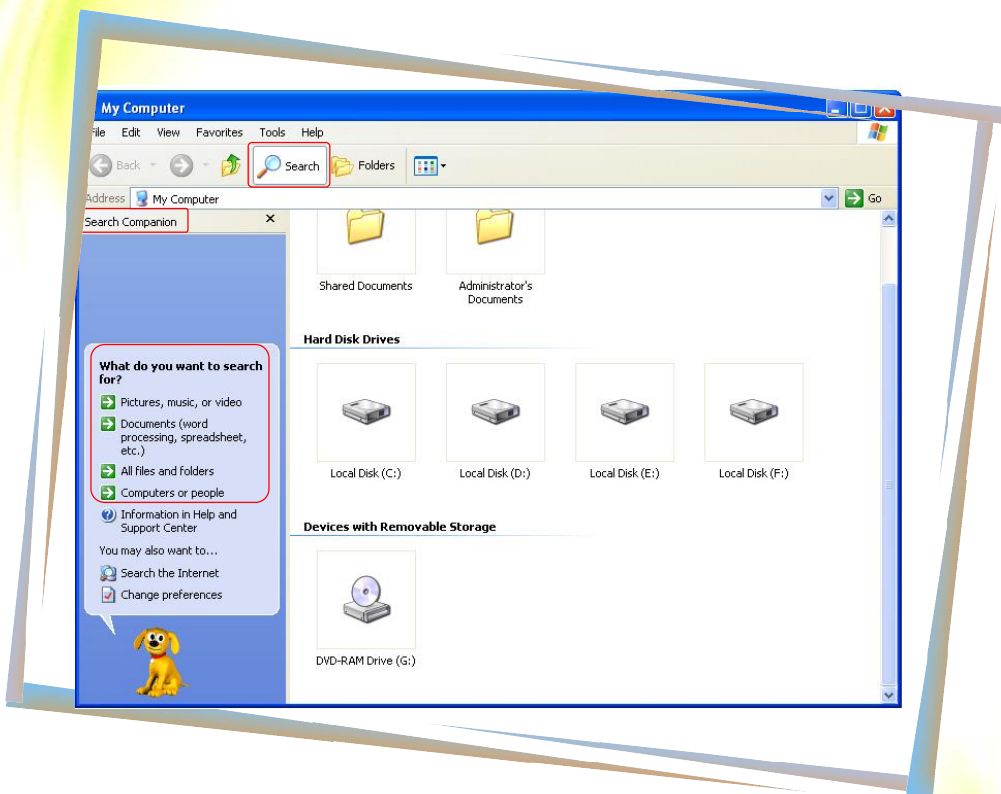 My Computer
File Edit View Favorites Tools Help
Back Search Folders
Address My Computer Go
Search Companion
What do you want to search
for?
Pictures, music, or video
Documents (word
processing, spreadsheet,
etc.)
All files and folders
Computers or people
Information in Help and
Support Center
You may also want to...
Search the Internet
Change preferences
Shared Documents
Administrator's
Documents
Hard Disk Drives
Local Disk (C:)
Local Disk (D:)
Local Disk (E:)
Local Disk (F:)
Devices with Removable Storage
DVD-RAM Drive (G:)